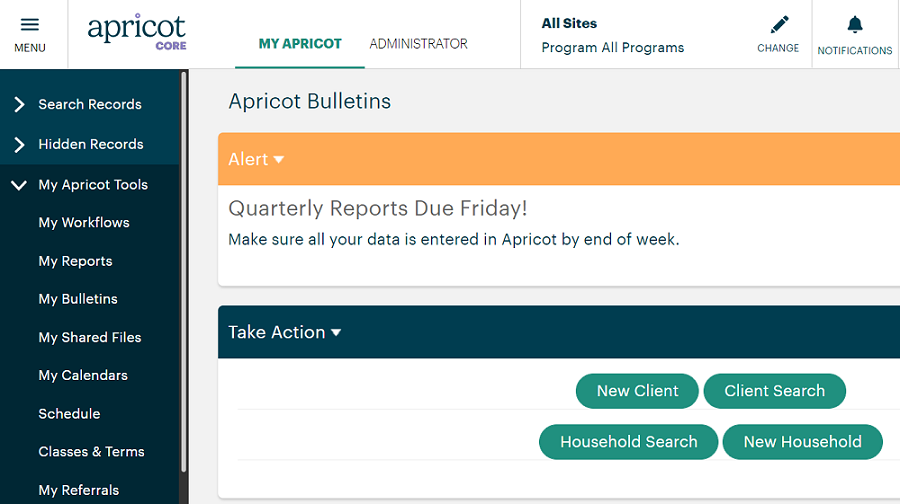 MENU
apricot
CORE
MY APRICOT
ADMINISTRATOR
All Sites
Program All Programs
CHANGE
NOTIFICATIONS
Search Records
Hidden Records
My Apricot Tools
My Workflows
My Reports
My Bulletins
My Shared Files
My Calendars
Schedule
Classes & Terms
My Referrals
Apricot Bulletins
Alert
Quarterly Reports Due Friday!
Make sure all your data is entered in Apricot by end of week.
Take Action
New Client Client Search
Household Search New Household